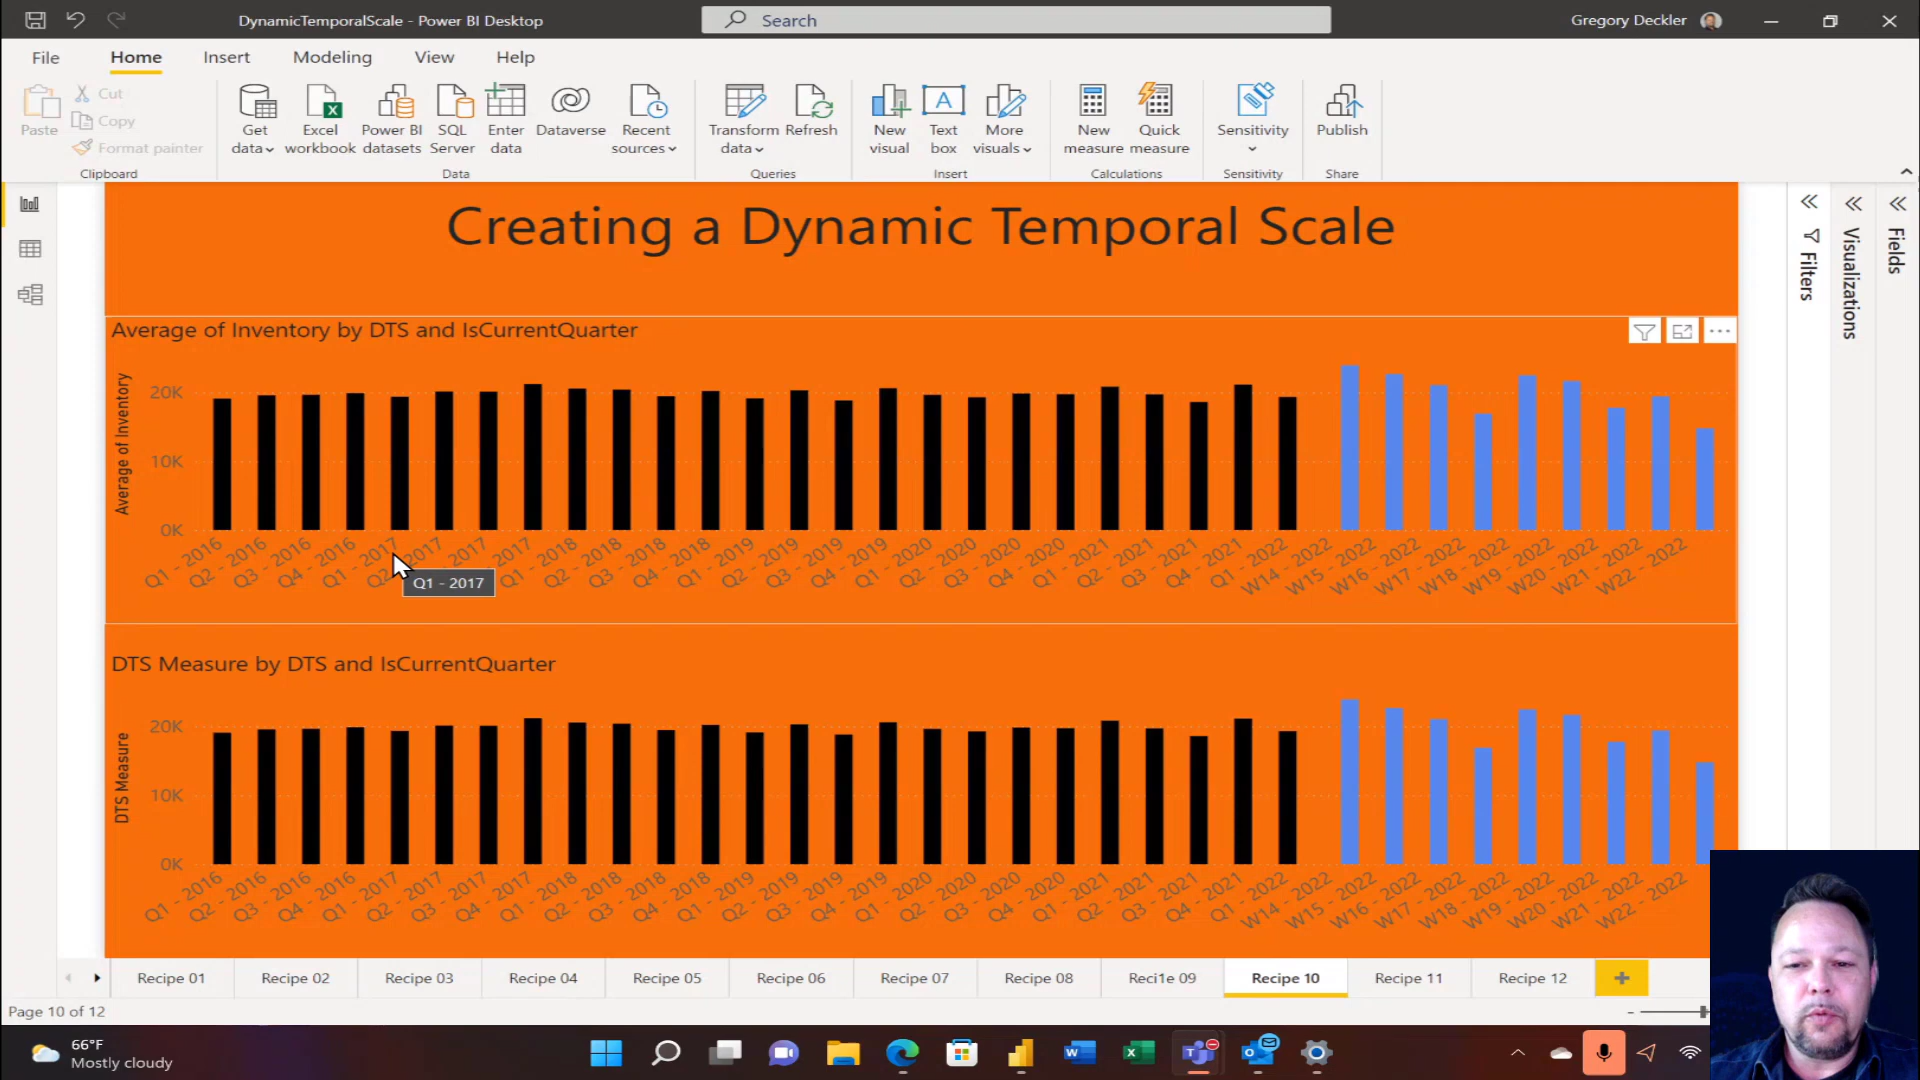 DynamicTemporalScale - Power BI Desktop
Search
Gregory Deckler
File Home Insert Modeling View Help
Paste
Cut
Copy
Format painter
Clipboard
Get data
Excel workbook
Power BI datasets
SQL Server
Enter data
Dataverse
Recent sources
Data
Transform data
Refresh
Queries
New visual
Text box
More visuals
Insert
New measure
Quick measure
Calculations
Sensitivity
Sensitivity
Publish
Share
Creating a Dynamic Temporal Scale
Filters
Visualizations
Fields
Average of Inventory by DTS and IsCurrentQuarter
Average of Inventory
20K
10K
0K
Q1 - 2016 Q2 - 2016 Q3 - 2016 Q4 - 2016 Q1 - 2017 2017 2017 2017 Q1 - 2018 Q2 - 2018 Q3 - 2018 Q4 - 2018 Q1 - 2019 Q2 - 2019 Q3 - 2019 Q4 - 2019 Q1 - 2020 Q2 - 2020 Q3 - 2020 Q4 - 2020 Q1 - 2021 Q2 - 2021 Q3 - 2021 Q4 - 2021 Q1 - 2022 W14 - 2022 W15 - 2022 W16 - 2022 W17 - 2022 W18 - 2022 W19 - 2022 W20 - 2022 W21 - 2022 W22 - 2022
Q1 - 2017
DTS Measure by DTS and IsCurrentQuarter
DTS Measure
20K
10K
0K
Q1 - 2016 Q2 - 2016 Q3 - 2016 Q4 - 2016 Q1 - 2017 Q2 - 2017 Q3 - 2017 Q4 - 2017 Q1 - 2018 Q2 - 2018 Q3 - 2018 Q4 - 2018 Q1 - 2019 Q2 - 2019 Q3 - 2019 Q4 - 2019 Q1 - 2020 Q2 - 2020 Q3 - 2020 Q4 - 2020 Q1 - 2021 Q2 - 2021 Q3 - 2021 Q4 - 2021 Q1 - 2022 W14 - 2022 W15 - 2022 W16 - 2022 W17 - 2022 W18 - 2022 W19 - 2022 W20 - 2022 W21 - 2022 W22 - 2022
Recipe 01 Recipe 02 Recipe 03 Recipe 04 Recipe 05 Recipe 06 Recipe 07 Recipe 08 Reci1e 09 Recipe 10 Recipe 11 Recipe 12
Page 10 of 12
66°F
Mostly cloudy